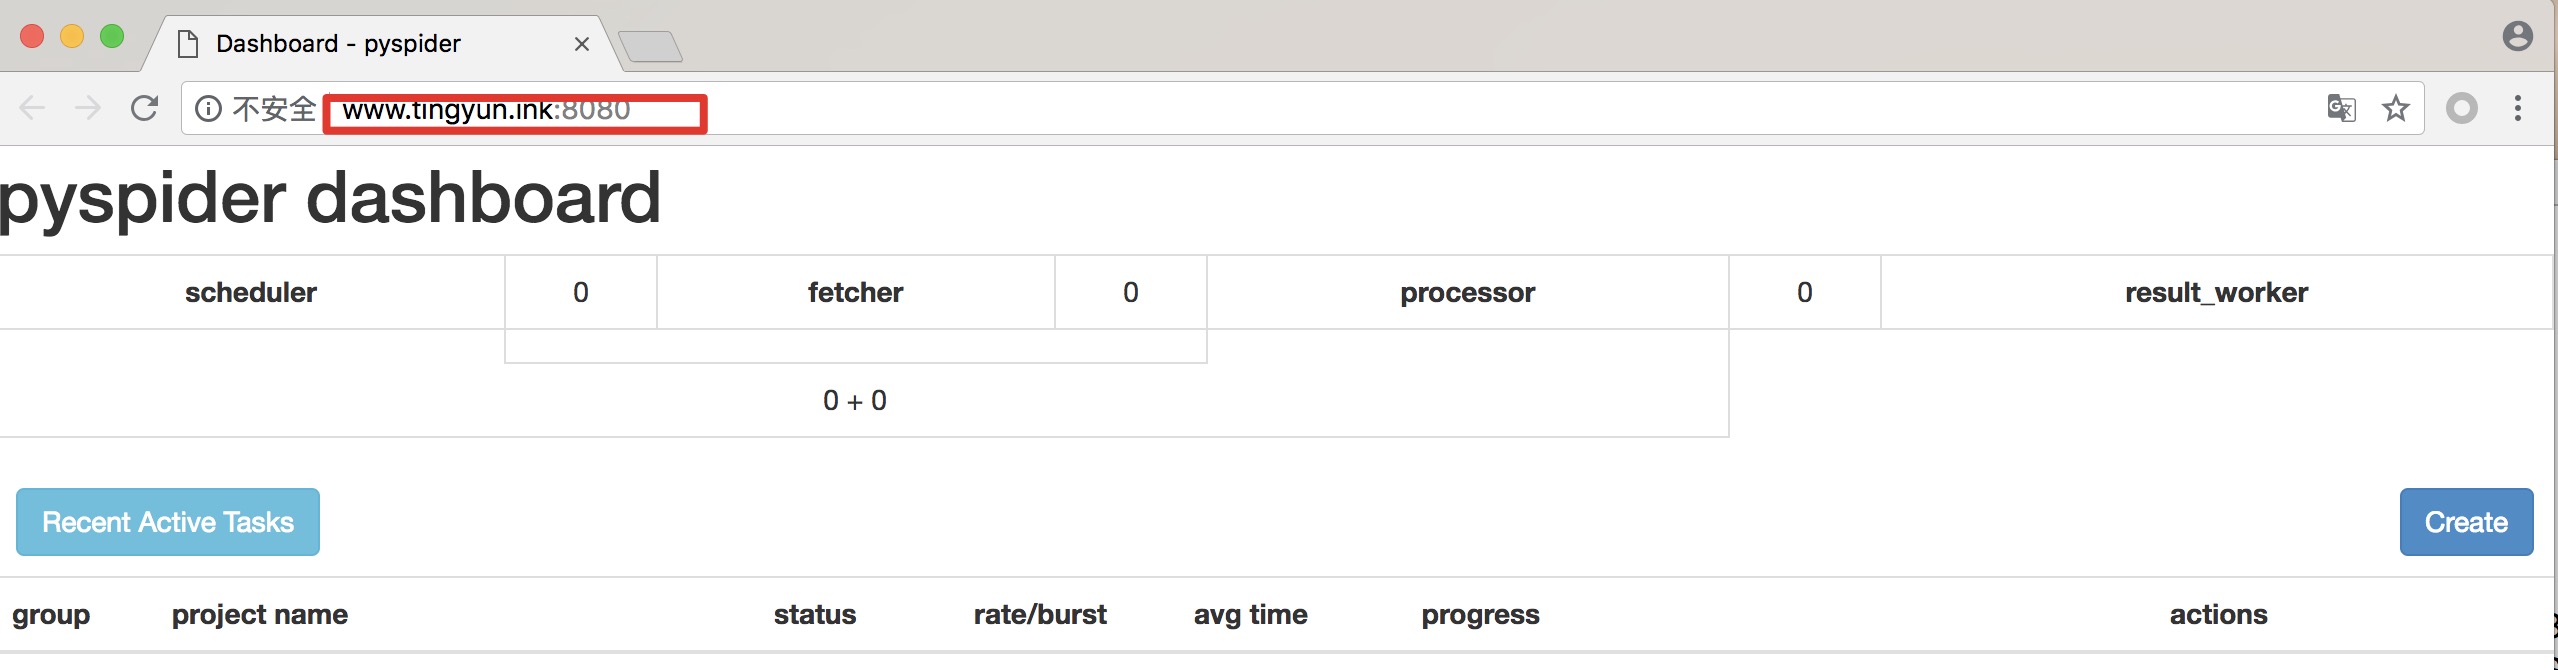 Dashboard - pyspider
不安全 www.tingyun.ink:8080
pyspider dashboard
scheduler 0 fetcher 0 processor 0 result_worker
0 + 0
Recent Active Tasks Create
group project name status rate/burst avg time progress actions